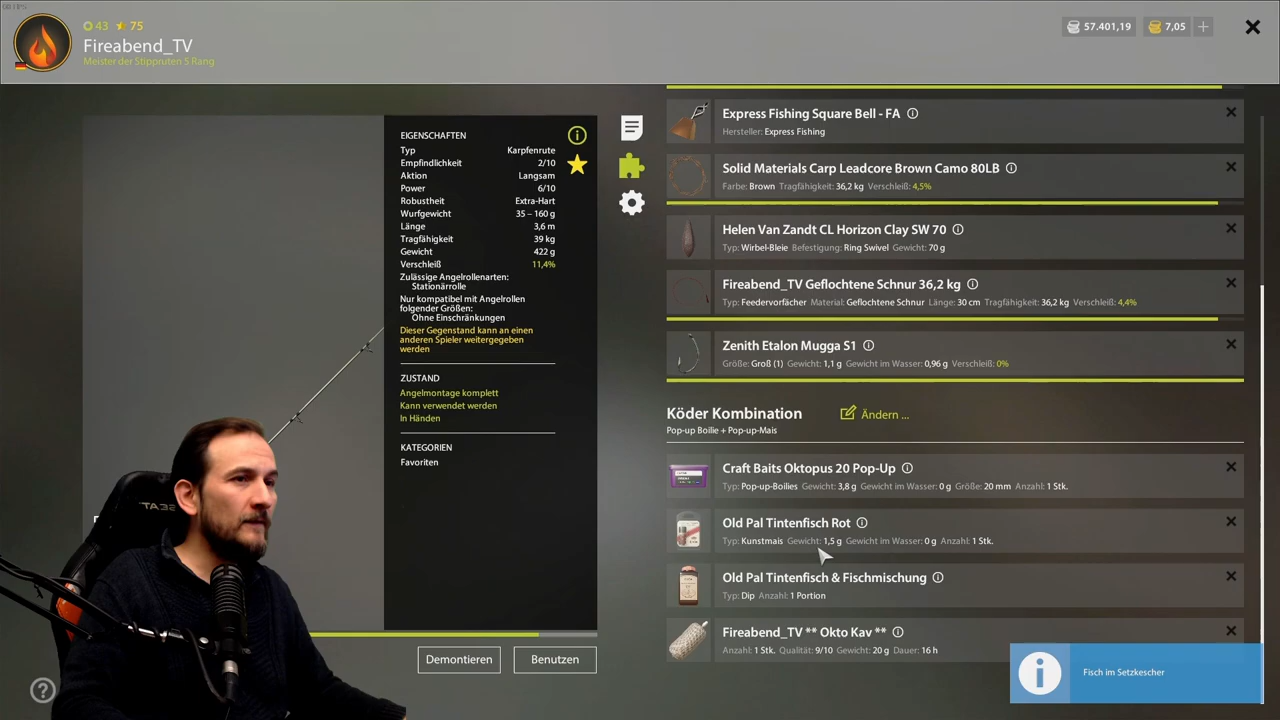 43 75
Fireabend_TV
Meister der Stippruten 5 Rang
57.401,19
7,05
EIGENSCHAFTEN
Typ Karpfenrute
Empfindlichkeit 2/10
Aktion Langsam
Power 6/10
Robustheit Extra-Hart
Wurfgewicht 35 – 160 g
Länge 3,6 m
Tragfähigkeit 39 kg
Gewicht 422 g
Verschleiß 11,4%
Zulässige Angelrollenarten:
Stationärrolle
Nur kompatibel mit Angelrollen
folgender Größen:
Ohne Einschränkungen
Dieser Gegenstand kann an einen
anderen Spieler weitergegeben
werden
ZUSTAND
Angelmontage komplett
Kann verwendet werden
In Händen
KATEGORIEN
Favoriten
Demontieren
Benutzen
Express Fishing Square Bell - FA
Hersteller: Express Fishing
Solid Materials Carp Leadcore Brown Camo 80LB
Farbe: Brown Tragfähigkeit: 36,2 kg Verschleiß: 4,5%
Helen Van Zandt CL Horizon Clay SW 70
Typ: Wirbel-Bleie Befestigung: Ring Swivel Gewicht: 70 g
Fireabend_TV Geflochtene Schnur 36,2 kg
Typ: Feedervorfächer Material: Geflochtene Schnur Länge: 30 cm Tragfähigkeit: 36,2 kg Verschleiß: 4,4%
Zenith Etalon Mugga S1
Größe: Groß (1) Gewicht: 1,1 g Gewicht im Wasser: 0,96 g Verschleiß: 0%
Köder Kombination
Ändern ...
Pop-up Boilie + Pop-up-Mais
Craft Baits Oktopus 20 Pop-Up
Typ: Pop-up-Boilies Gewicht: 3,8 g Gewicht im Wasser: 0 g Größe: 20 mm Anzahl: 1 Stk.
Old Pal Tintenfisch Rot
Typ: Kunstmais Gewicht: 1,5 g Gewicht im Wasser: 0 g Anzahl: 1 Stk.
Old Pal Tintenfisch & Fischmischung
Typ: Dip Anzahl: 1 Portion
Fireabend_TV ** Okto Kav **
Anzahl: 1 Stk. Qualität: 9/10 Gewicht: 20 g Dauer: 16 h
Fisch im Setzkescher
SEAT